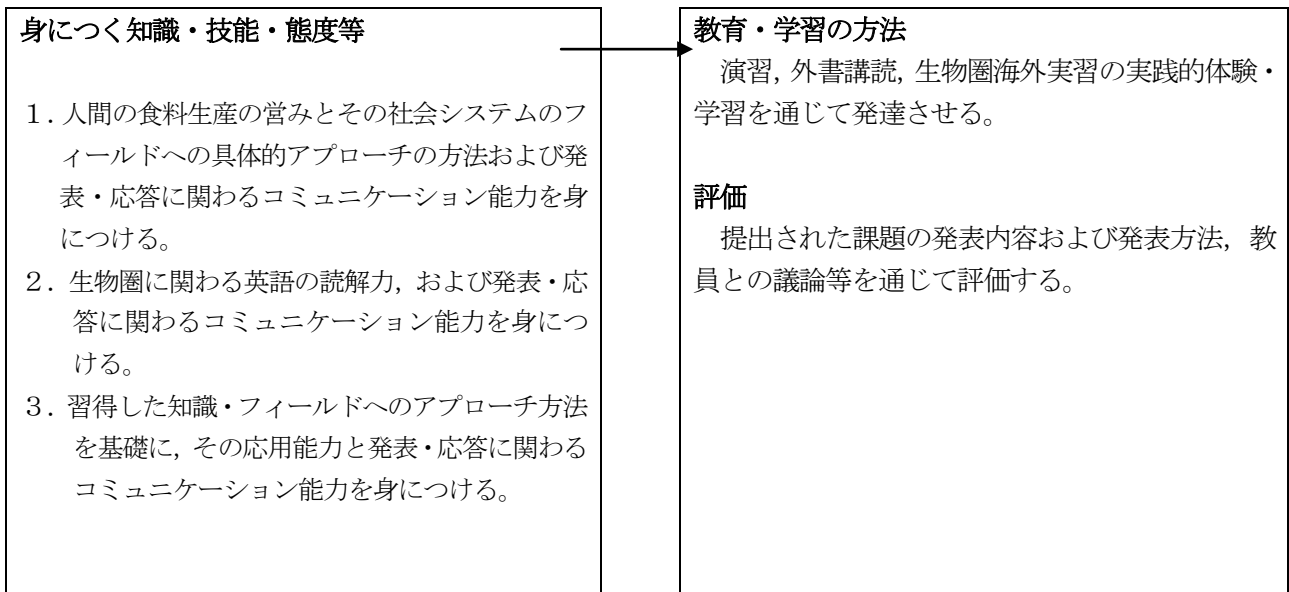 身につく知識・技能・態度等
１．人間の食料生産の営みとその社会システムのフ
ィールドへの具体的アプローチの方法および発
表・応答に関わるコミュニケーション能力を身
につける。
２．生物圏に関わる英語の読解力，および発表・応
答に関わるコミュニケーション能力を身につ
ける。
３．習得した知識・フィールドへのアプローチ方法
を基礎に，その応用能力と発表・応答に関わる
コミュニケーション能力を身につける。
教育・学習の方法
演習，外書講読，生物圏海外実習の実践的体験・
学習を通じて発達させる。
評価
提出された課題の発表内容および発表方法，教
員との議論等を通じて評価する。